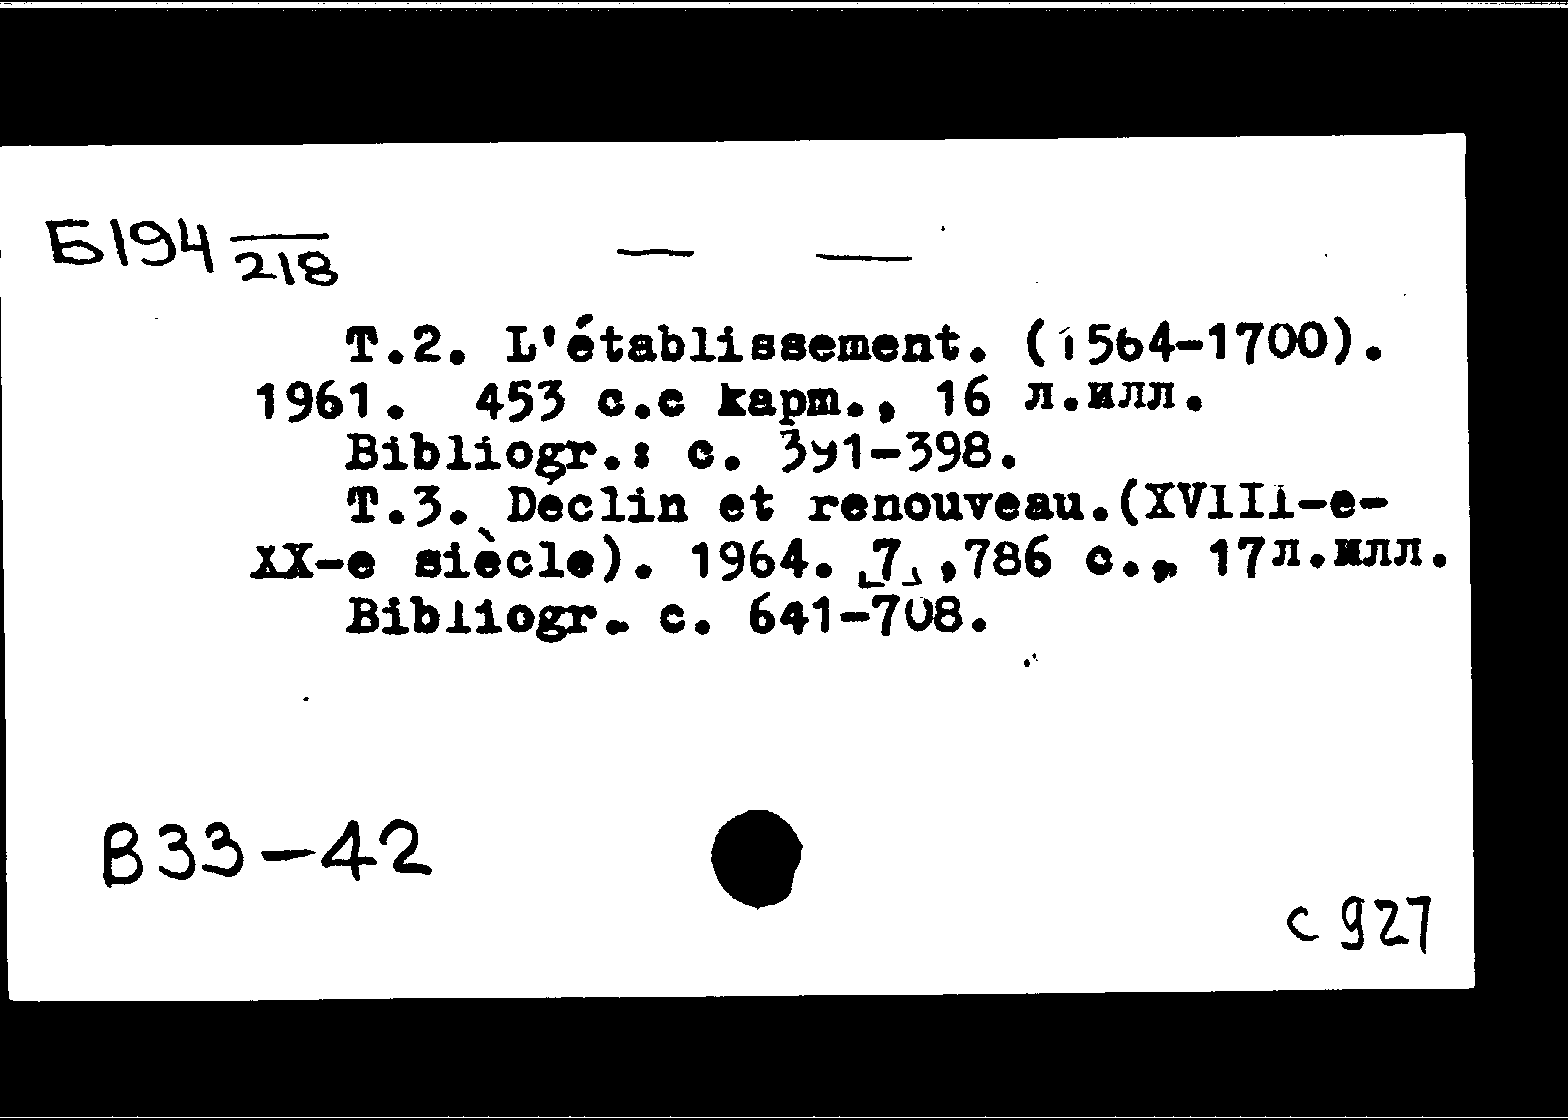 Б194 218
— —
Т.2. L'établissement. (1564-1700).
1961. 453 с.с карт., 16 л.илл.
Bibliogr.: с. 391-398.
Т.3. Déclin et renouveau.(XVIII-e-
XX-e siècle). 1964. [7],786 с., 17л.илл.
Bibliogr. с. 641-708.
В33-42
с 927